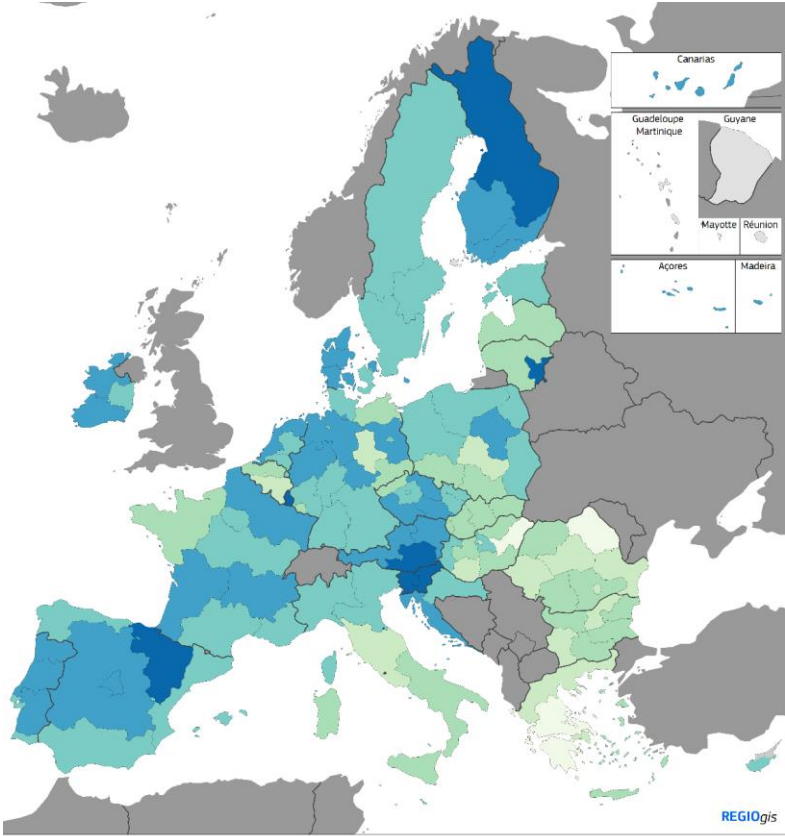 Canarias
Guadeloupe
Martinique
Guyane
Mayotte
Réunion
Açores
Madeira
REGIOgis